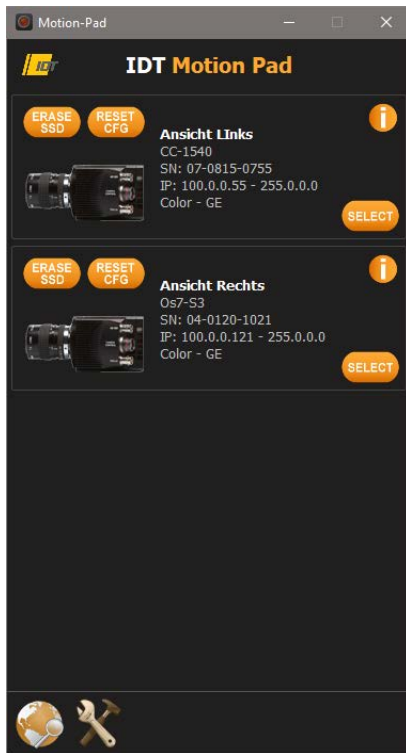 Motion-Pad
IDT
IDT Motion Pad
ERASE SSD
RESET CFG
i
Ansicht LInks
CC-1540
SN: 07-0815-0755
IP: 100.0.0.55 - 255.0.0.0
Color - GE
SELECT
ERASE SSD
RESET CFG
i
Ansicht Rechts
Os7-S3
SN: 04-0120-1021
IP: 100.0.0.121 - 255.0.0.0
Color - GE
SELECT